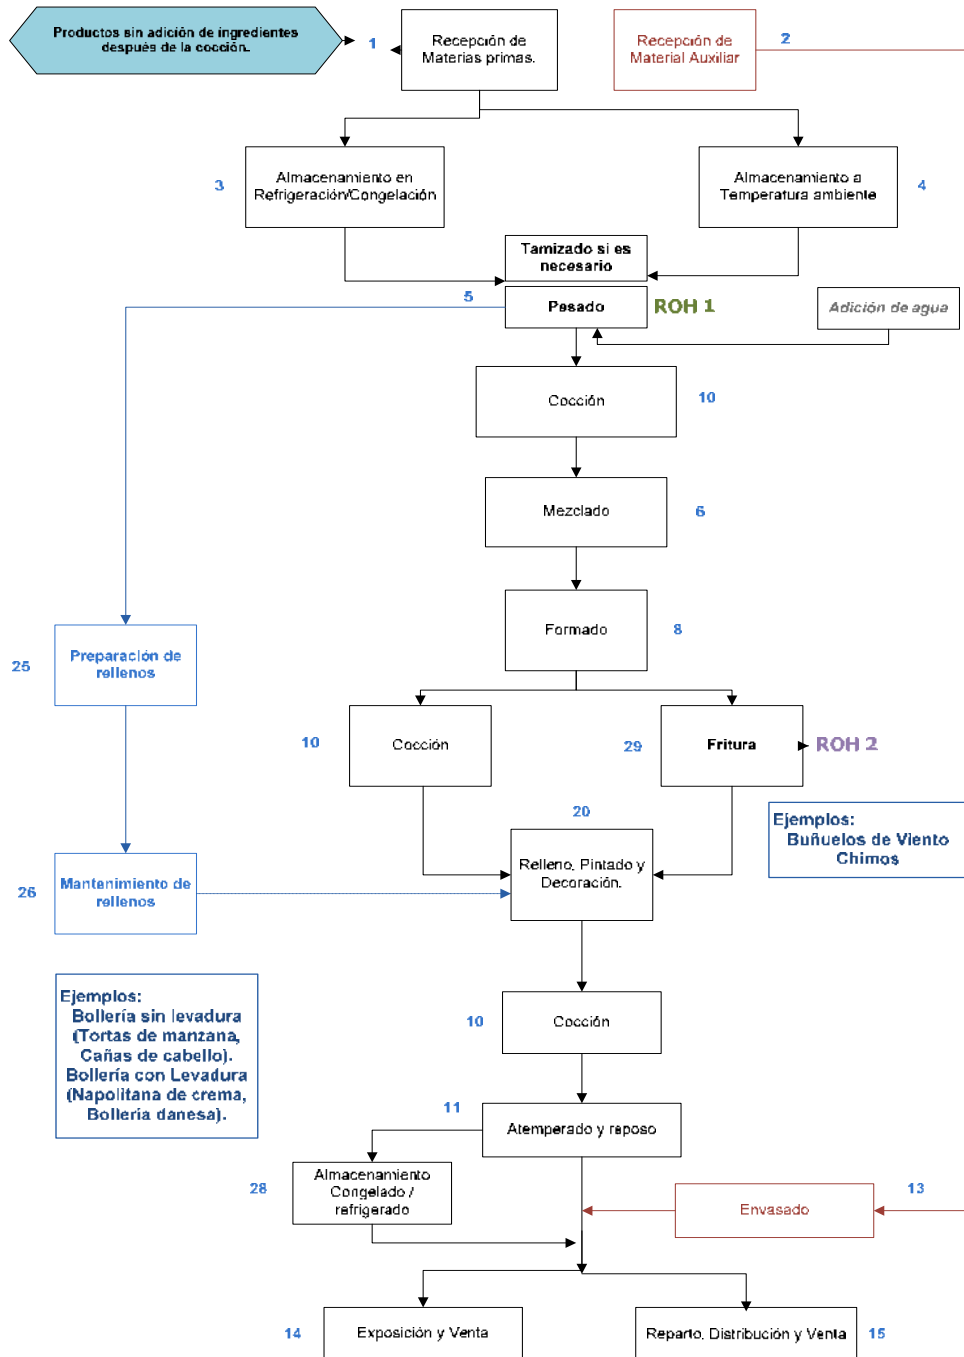 Productos sin adición de ingredientes
después de la cocción.
1
Recepción de
Materias primas.
Recepción de
Material Auxiliar
2
3
Almacenamiento en
Refrigeración/Congelación
Almacenamiento a
Temperatura ambiente
4
Tamizado si es
necesario
5
Pesado
ROH 1
Adición de agua
Cocción
10
Mezclado
6
Formado
8
25
Preparación de
rellenos
10
Cocción
29
Fritura
ROH 2
20
Relleno, Pintado y
Decoración.
Ejemplos:
Buñuelos de Viento
Chimos
26
Mantenimiento de
rellenos
Ejemplos:
Bollería sin levadura
(Tortas de manzana,
Cañas de cabello).
Bollería con Levadura
(Napolitana de crema,
Bollería danesa).
10
Cocción
11
Atemperado y reposo
28
Almacenamiento
Congelado /
refrigerado
Envasado
13
14
Exposición y Venta
Reparto, Distribución y Venta
15